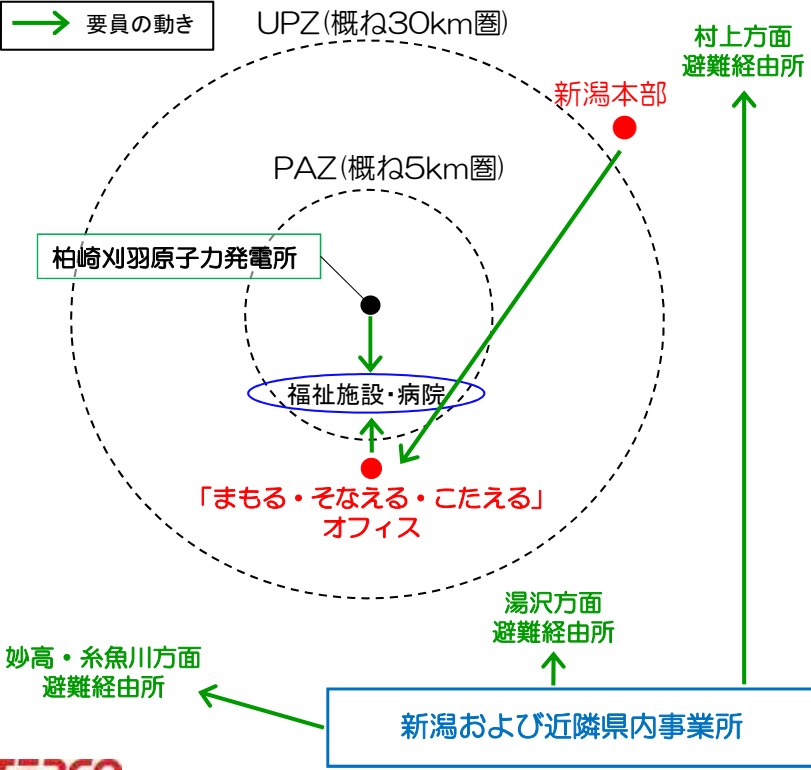 要員の動き
UPZ(概ね30km圏)
村上方面
避難経由所
新潟本部
PAZ(概ね5km圏)
柏崎刈羽原子力発電所
福祉施設・病院
「まもる・そなえる・こたえる」
オフィス
湯沢方面
避難経由所
妙高・糸魚川方面
避難経由所
新潟および近隣県内事業所